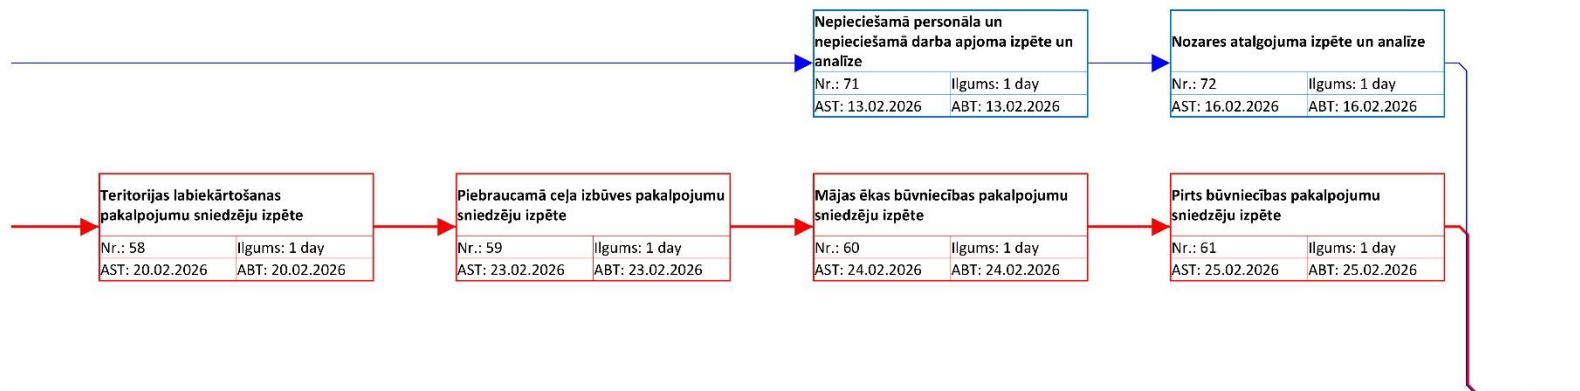 Nepieciešamā personāla un
nepieciešamā darba apjoma izpēte un
analīze
Nr.: 71 Ilgums: 1 day
AST: 13.02.2026 ABT: 13.02.2026
Nozares atalgojuma izpēte un analīze
Nr.: 72 Ilgums: 1 day
AST: 16.02.2026 ABT: 16.02.2026
Teritorijas labiekārtošanas
pakalpojumu sniedzēju izpēte
Nr.: 58 Ilgums: 1 day
AST: 20.02.2026 ABT: 20.02.2026
Piebraucamā ceļa izbūves pakalpojumu
sniedzēju izpēte
Nr.: 59 Ilgums: 1 day
AST: 23.02.2026 ABT: 23.02.2026
Mājas ēkas būvniecības pakalpojumu
sniedzēju izpēte
Nr.: 60 Ilgums: 1 day
AST: 24.02.2026 ABT: 24.02.2026
Pirts būvniecības pakalpojumu
sniedzēju izpēte
Nr.: 61 Ilgums: 1 day
AST: 25.02.2026 ABT: 25.02.2026